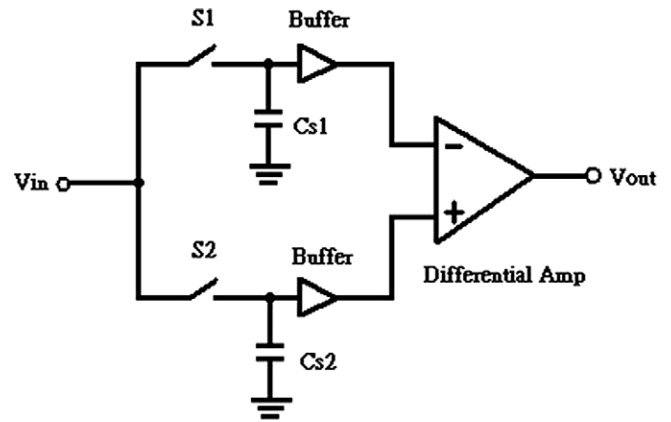 S1
Buffer
Cs1
Vin
−
+
Vout
S2
Buffer
Differential Amp
Cs2